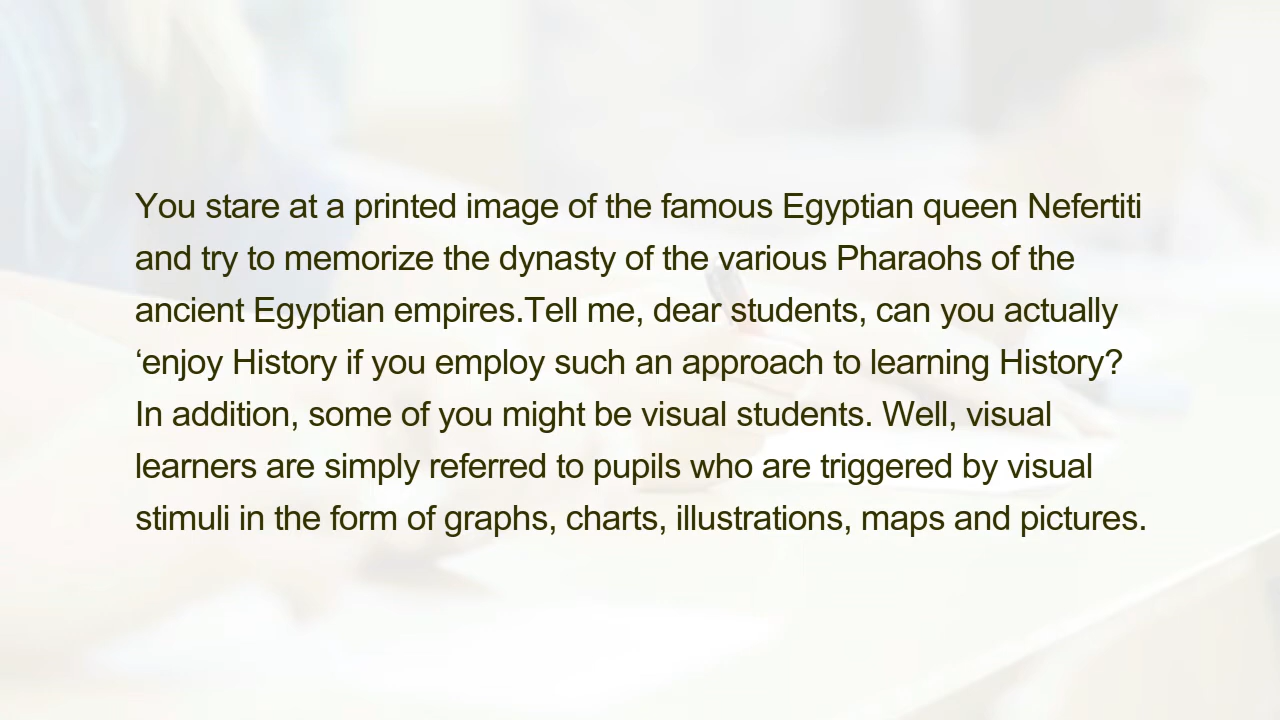 You stare at a printed image of the famous Egyptian queen Nefertiti
and try to memorize the dynasty of the various Pharaohs of the
ancient Egyptian empires.Tell me, dear students, can you actually
‘enjoy History if you employ such an approach to learning History?
In addition, some of you might be visual students. Well, visual
learners are simply referred to pupils who are triggered by visual
stimuli in the form of graphs, charts, illustrations, maps and pictures.